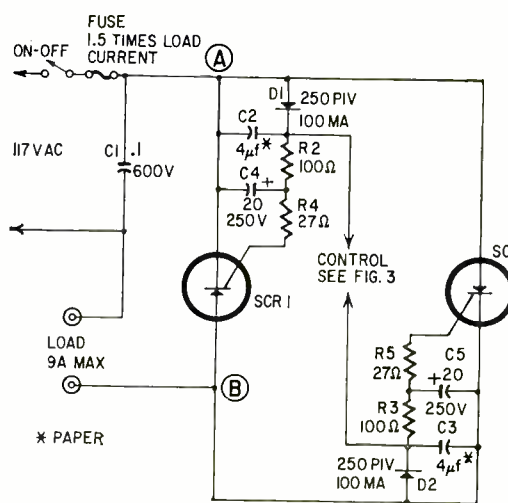 FUSE
1.5 TIMES LOAD
CURRENT
ON-OFF
A
D1
250 PIV
100 MA
C2
4μf*
R2
100Ω
117 VAC
C1 .1
600V
C4 +
20
250V
R4
27Ω
CONTROL
SEE FIG. 3
SC
SCR 1
LOAD
9A MAX
B
R5
27Ω
C5
+20
250V
R3
100Ω
C3
4μf*
* PAPER
250 PIV
100 MA
D2